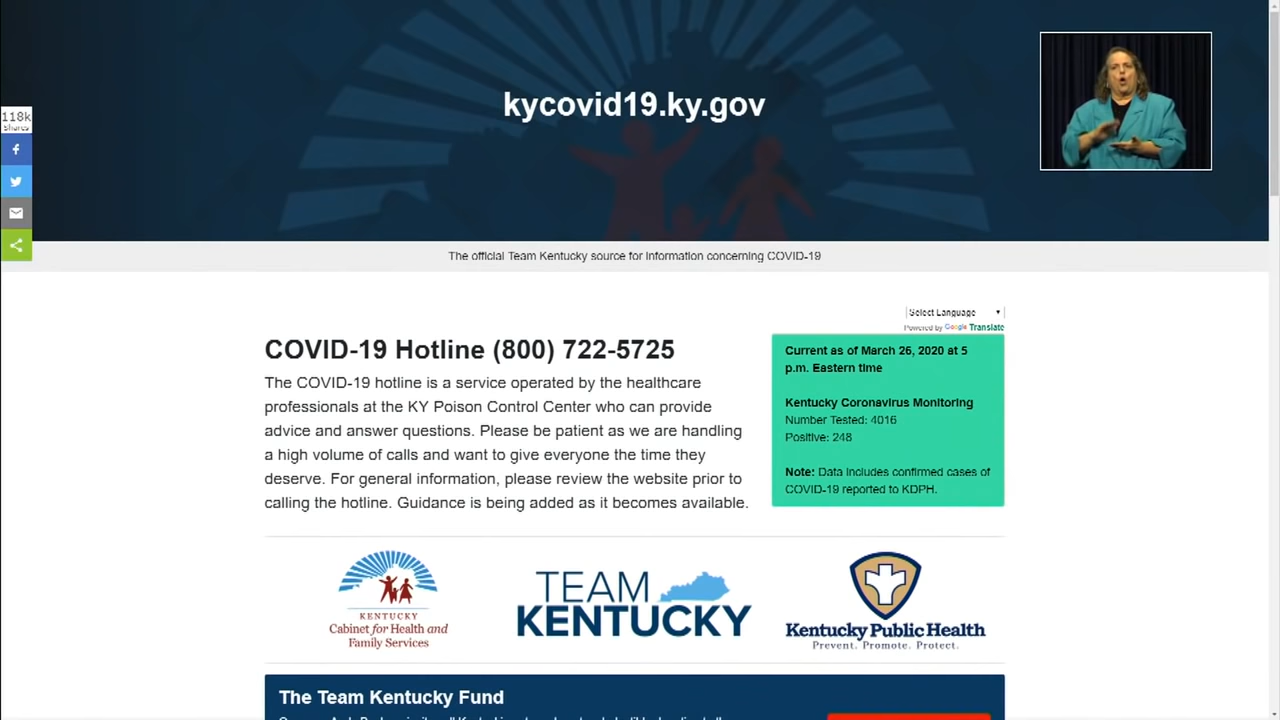 kycovid19.ky.gov
118k
Shares
The official Team Kentucky source for information concerning COVID-19
Select Language
Powered by Google Translate
COVID-19 Hotline (800) 722-5725
The COVID-19 hotline is a service operated by the healthcare
professionals at the KY Poison Control Center who can provide
advice and answer questions. Please be patient as we are handling
a high volume of calls and want to give everyone the time they
deserve. For general information, please review the website prior to
calling the hotline. Guidance is being added as it becomes available.
Current as of March 26, 2020 at 5
p.m. Eastern time
Kentucky Coronavirus Monitoring
Number Tested: 4016
Positive: 248
Note: Data includes confirmed cases of
COVID-19 reported to KDPH.
KENTUCKY
Cabinet for Health and
Family Services
TEAM
KENTUCKY
Kentucky Public Health
Prevent. Promote. Protect.
The Team Kentucky Fund